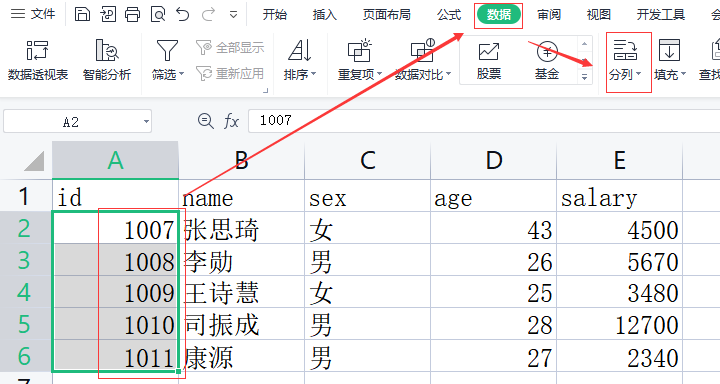 文件 开始 插入 页面布局 公式 数据 审阅 视图 开发工具
数据透视表 智能分析 筛选 全部显示 重新应用 排序 重复项 数据对比 股票 基金 分列 填充 查找
A2 fx 1007
A B C D E
1 id name sex age salary
2 1007 张思琦 女 43 4500
3 1008 李勋 男 26 5670
4 1009 王诗慧 女 25 3480
5 1010 司振成 男 28 12700
6 1011 康源 男 27 2340